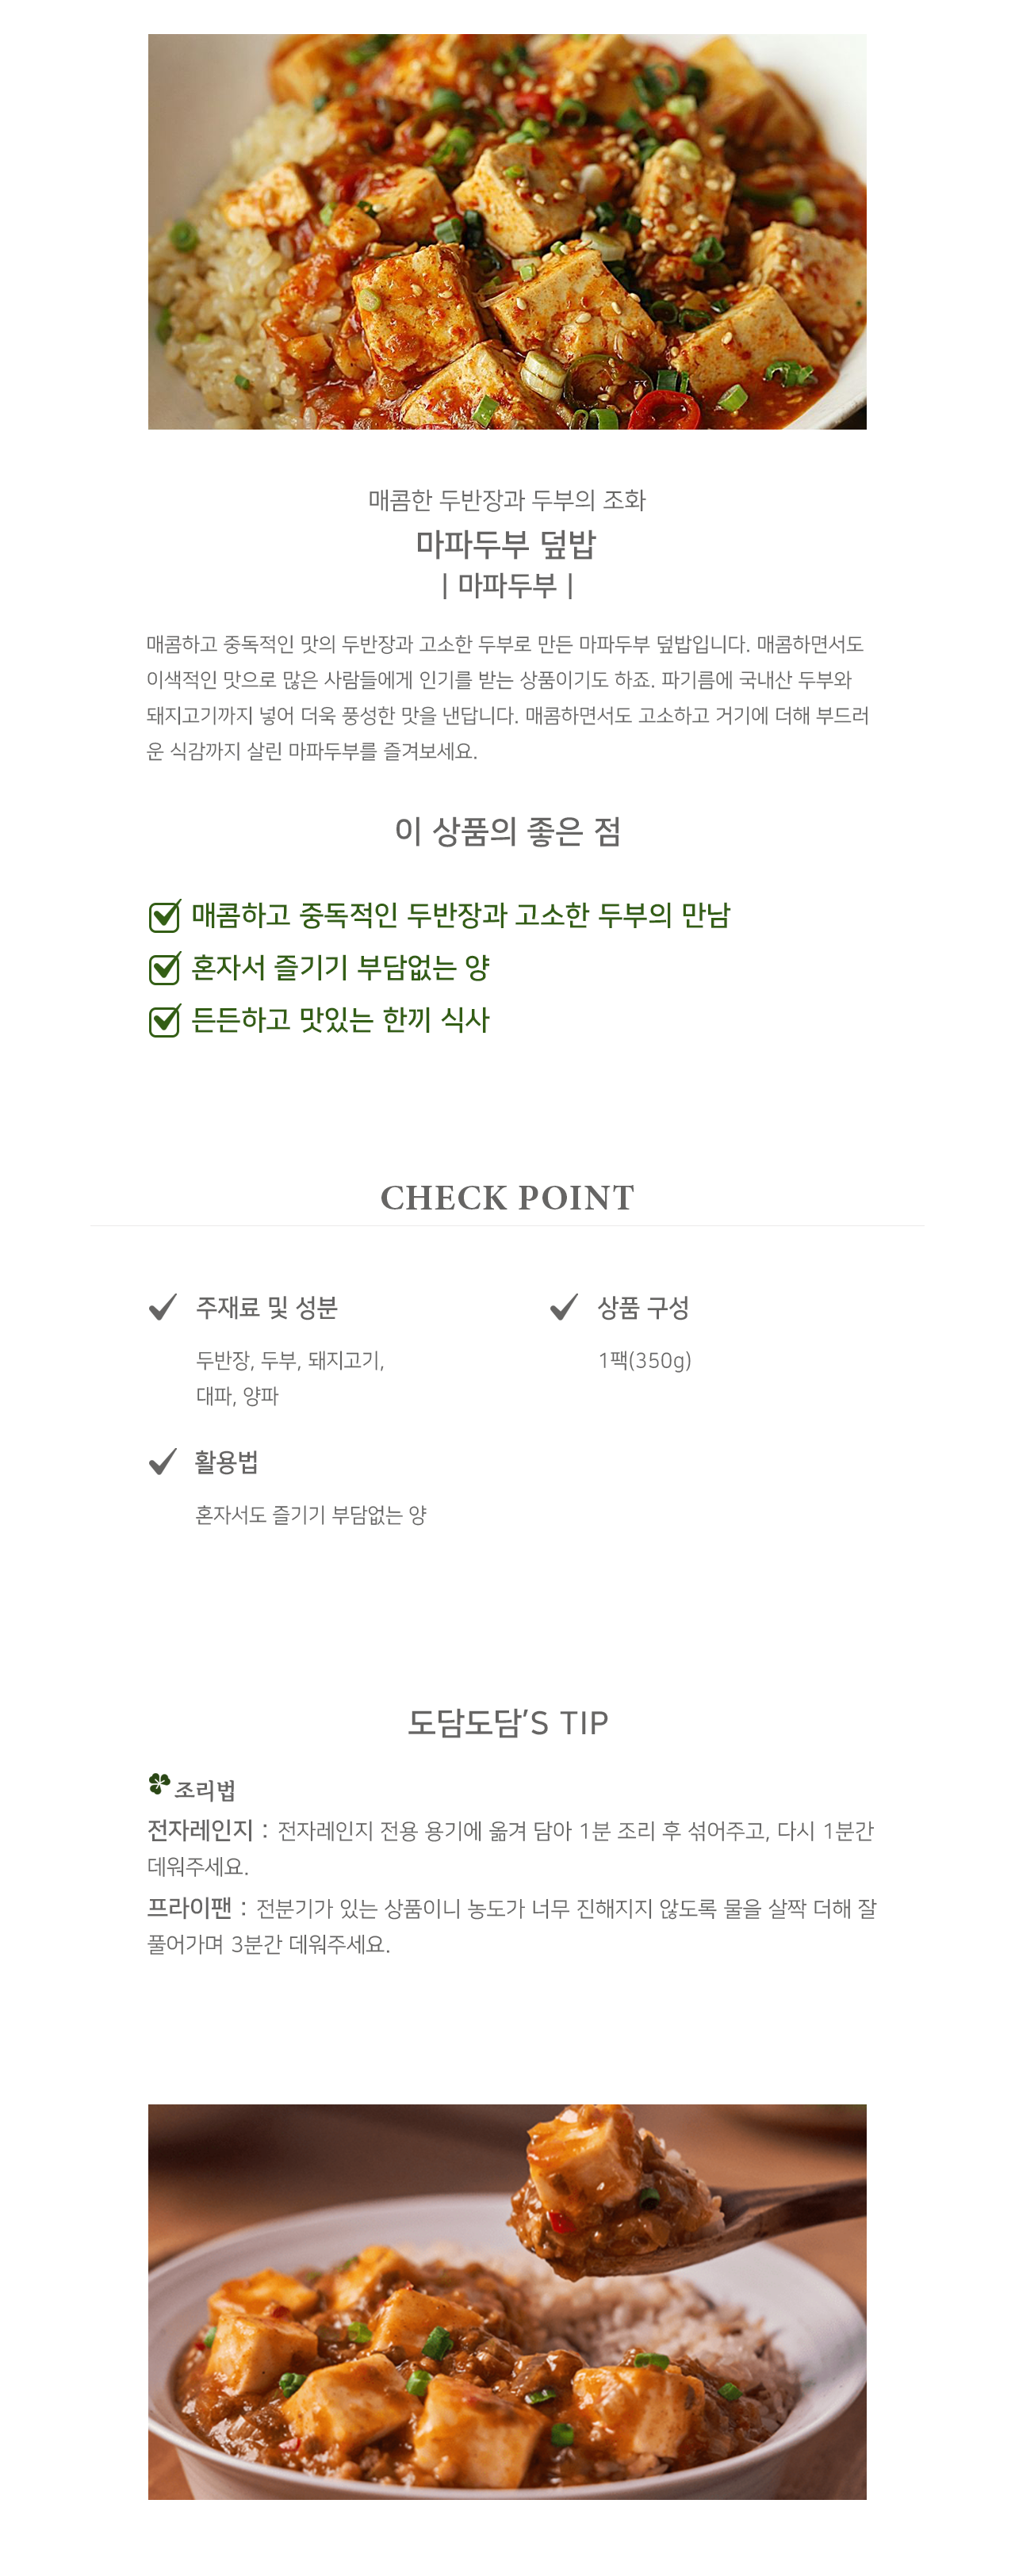 매콤한 두반장과 두부의 조화
마파두부 덮밥
| 마파두부 |
매콤하고 중독적인 맛의 두반장과 고소한 두부로 만든 마파두부 덮밥입니다. 매콤하면서도
이색적인 맛으로 많은 사람들에게 인기를 받는 상품이기도 하죠. 파기름에 국내산 두부와
돼지고기까지 넣어 더욱 풍성한 맛을 낸답니다. 매콤하면서도 고소하고 거기에 더해 부드러
운 식감까지 살린 마파두부를 즐겨보세요.
이 상품의 좋은 점
매콤하고 중독적인 두반장과 고소한 두부의 만남
혼자서 즐기기 부담없는 양
든든하고 맛있는 한끼 식사
CHECK POINT
주재료 및 성분
두반장, 두부, 돼지고기,
대파, 양파
상품 구성
1팩(350g)
활용법
혼자서도 즐기기 부담없는 양
도담도담’S TIP
조리법
전자레인지 : 전자레인지 전용 용기에 옮겨 담아 1분 조리 후 섞어주고, 다시 1분간
데워주세요.
프라이팬 : 전분기가 있는 상품이니 농도가 너무 진해지지 않도록 물을 살짝 더해 잘
풀어가며 3분간 데워주세요.